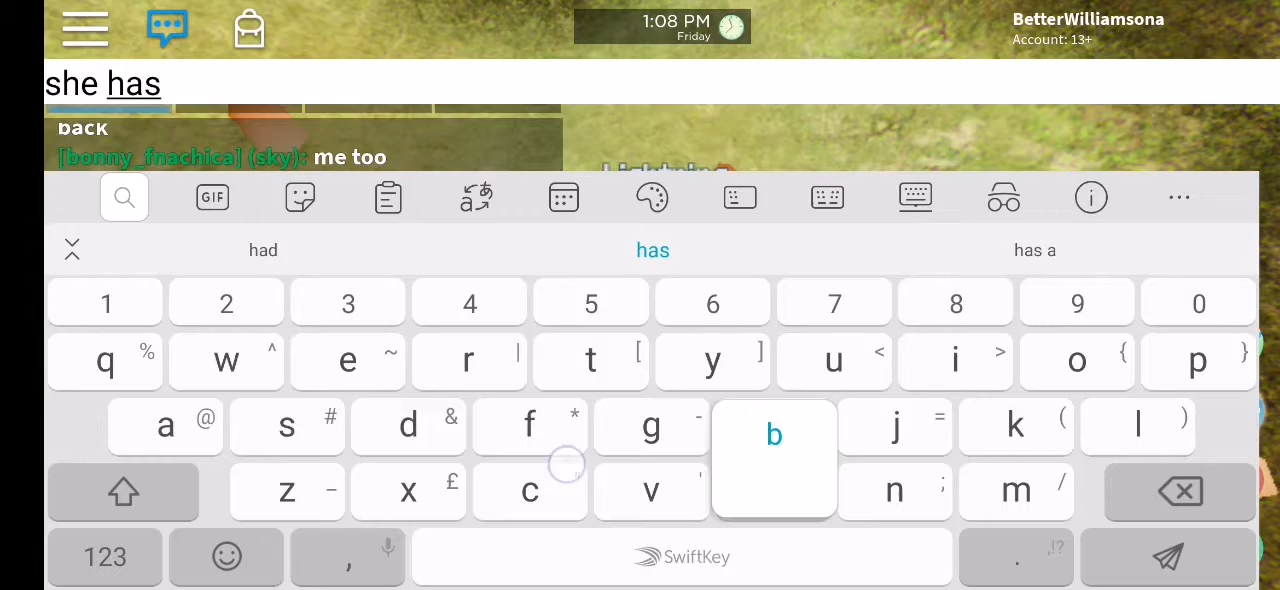 1:08 PM
Friday
BetterWilliamsona
Account: 13+
she has
back
[bonny_fnachica] (sky): me too
Lightning
GIF
had has has a
1 2 3 4 5 6 7 8 9 0
q % w ^ e ~ r | t [ y ] u < i > o { p }
a @ s # d & f * g - b j = k ( l )
z _ x £ c " v ' n ; m /
123 , SwiftKey . ,!?